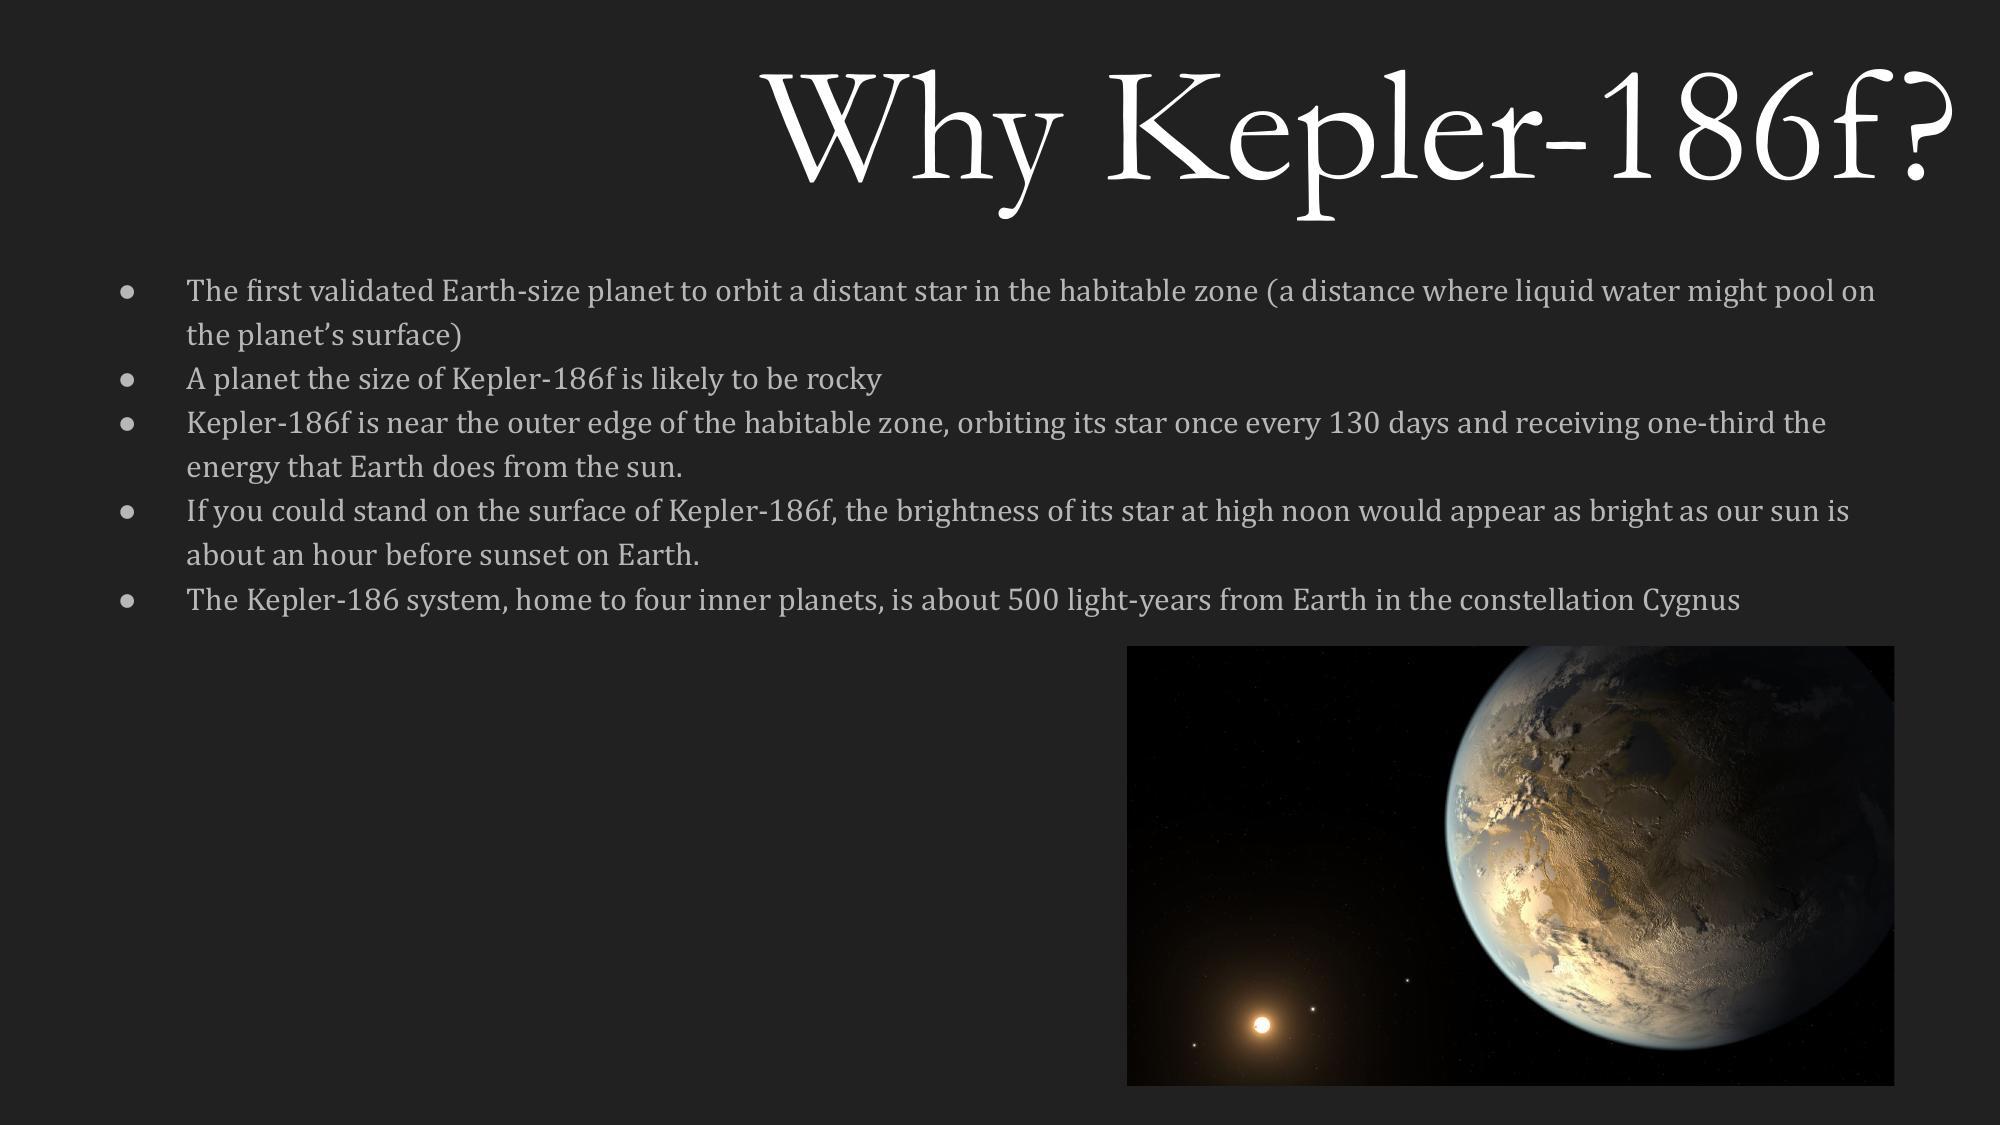 Why Kepler-186f?
● The first validated Earth-size planet to orbit a distant star in the habitable zone (a distance where liquid water might pool on
the planet’s surface)
● A planet the size of Kepler-186f is likely to be rocky
● Kepler-186f is near the outer edge of the habitable zone, orbiting its star once every 130 days and receiving one-third the
energy that Earth does from the sun.
● If you could stand on the surface of Kepler-186f, the brightness of its star at high noon would appear as bright as our sun is
about an hour before sunset on Earth.
● The Kepler-186 system, home to four inner planets, is about 500 light-years from Earth in the constellation Cygnus